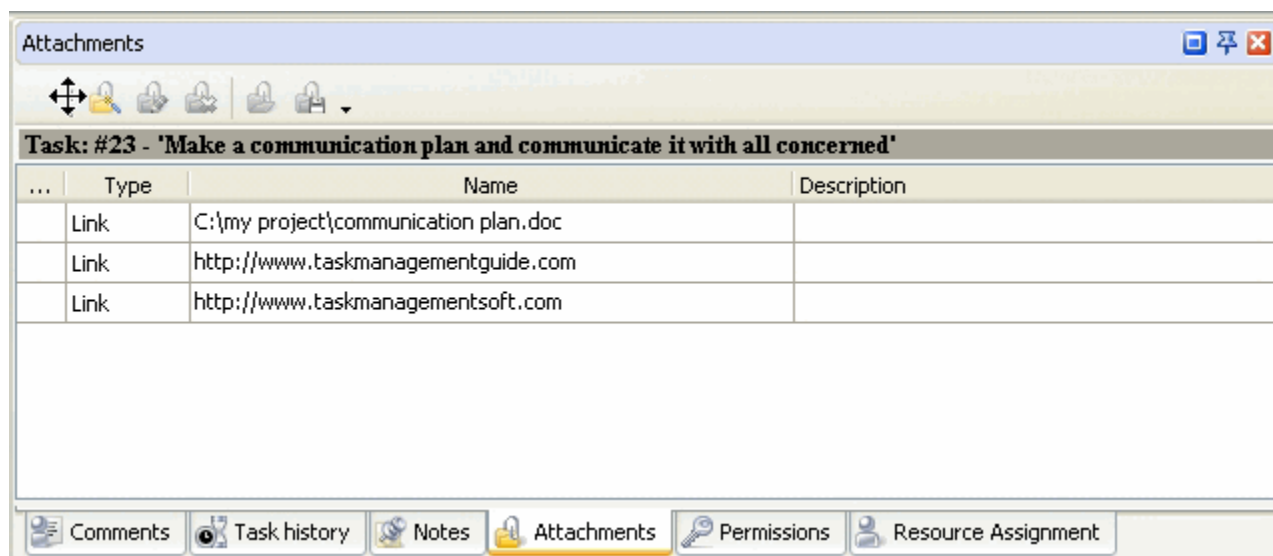 Attachments
Task: #23 - 'Make a communication plan and communicate it with all concerned'
... Type Name Description
Link C:\my project\communication plan.doc
Link http://www.taskmanagementguide.com
Link http://www.taskmanagementsoft.com
Comments Task history Notes Attachments Permissions Resource Assignment